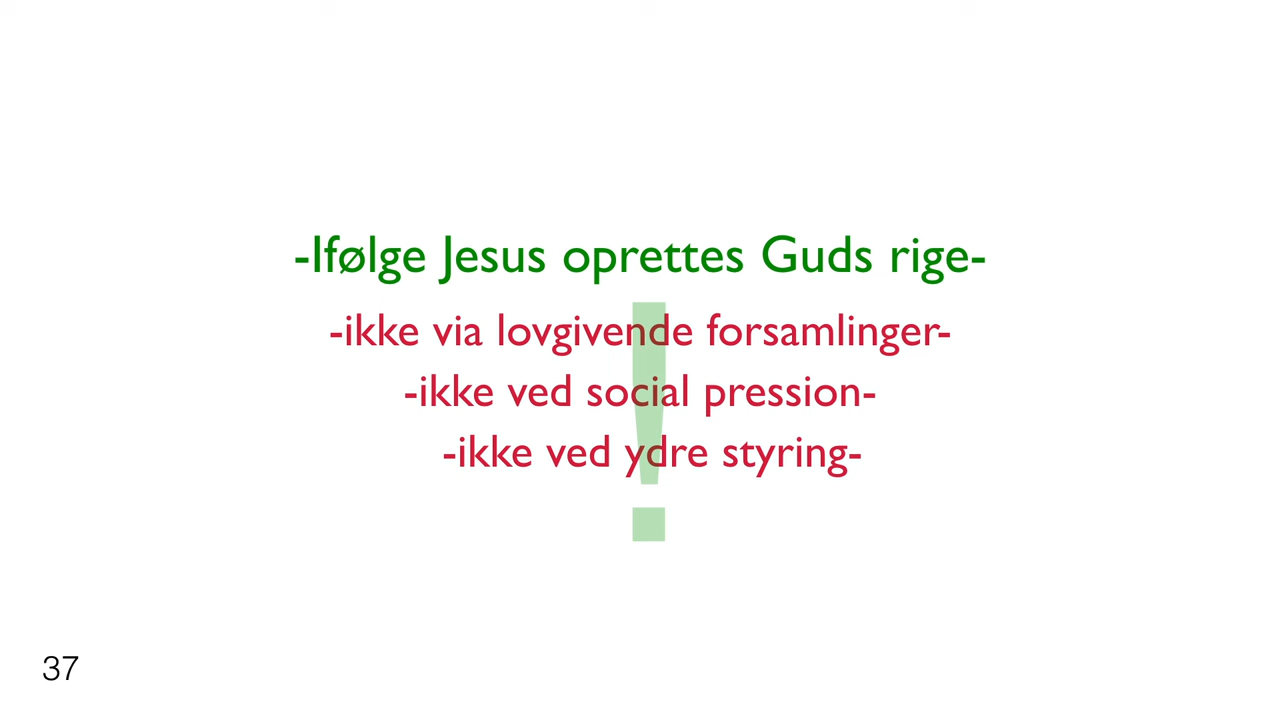 -Ifølge Jesus oprettes Guds rige-
-ikke via lovgivende forsamlinger-
-ikke ved social pression-
-ikke ved ydre styring-
!
37